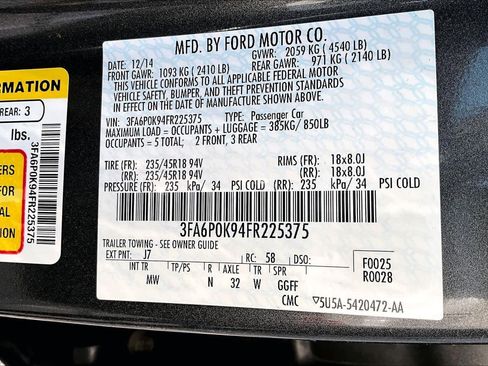 ORMATION
REAR: 3
lbs.
ERS
FOR
AL
ON
3FA6P0K94FR225375
MFD. BY FORD MOTOR CO.
12/14
GVWR: 2059 KG (4540 LB)
FRONT GAWR: 1093 KG (2410 LB)
REAR GAWR: 971 KG (2140 LB)
THIS VEHICLE CONFORMS TO ALL APPLICABLE FEDERAL MOTOR
VEHICLE SAFETY, BUMPER, AND THEFT PREVENTION STANDARDS
IN EFFECT ON THE DATE OF MANUFACTURE SHOWN ABOVE.
VIN: 3FA6P0K94FR225375
TYPE: Passenger Car
MAXIMUM LOAD = OCCUPANTS + LUGGAGE = 385KG/ 850LB
OCCUPANTS = 5 TOTAL; 2 FRONT, 3 REAR
TIRE (FR): 235/45R18 94V RIMS (FR): 18x8.0J
(RR): 235/45R18 94V (RR): 18x8.0J
PRESSURE (FR): 235 kPa/ 34 PSI COLD (RR): 235 kPa/34 PSI COLD
3FA6P0K94FR225375
TRAILER TOWING - SEE OWNER GUIDE
EXT PNT: J7 RC: 58 DSO:
F0025
R0028
INT TR TP/PS R AXLE TR SPR
MW N 32 W GGFF
CMC
5U5A-5420472-AA